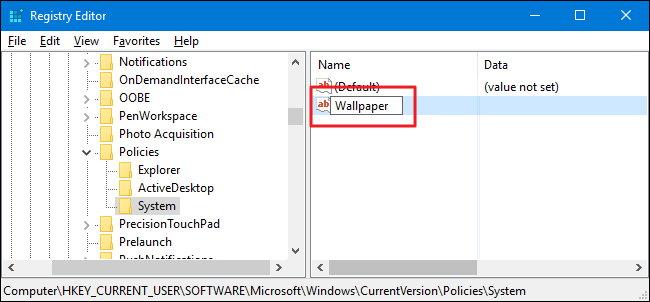 Registry Editor
File Edit View Favorites Help
Notifications
OnDemandInterfaceCache
OOBE
PenWorkspace
Photo Acquisition
Policies
Explorer
ActiveDesktop
System
PrecisionTouchPad
Prelaunch
PushNotifications
Name Data
ab (Default) (value not set)
ab Wallpaper
Computer\HKEY_CURRENT_USER\SOFTWARE\Microsoft\Windows\CurrentVersion\Policies\System